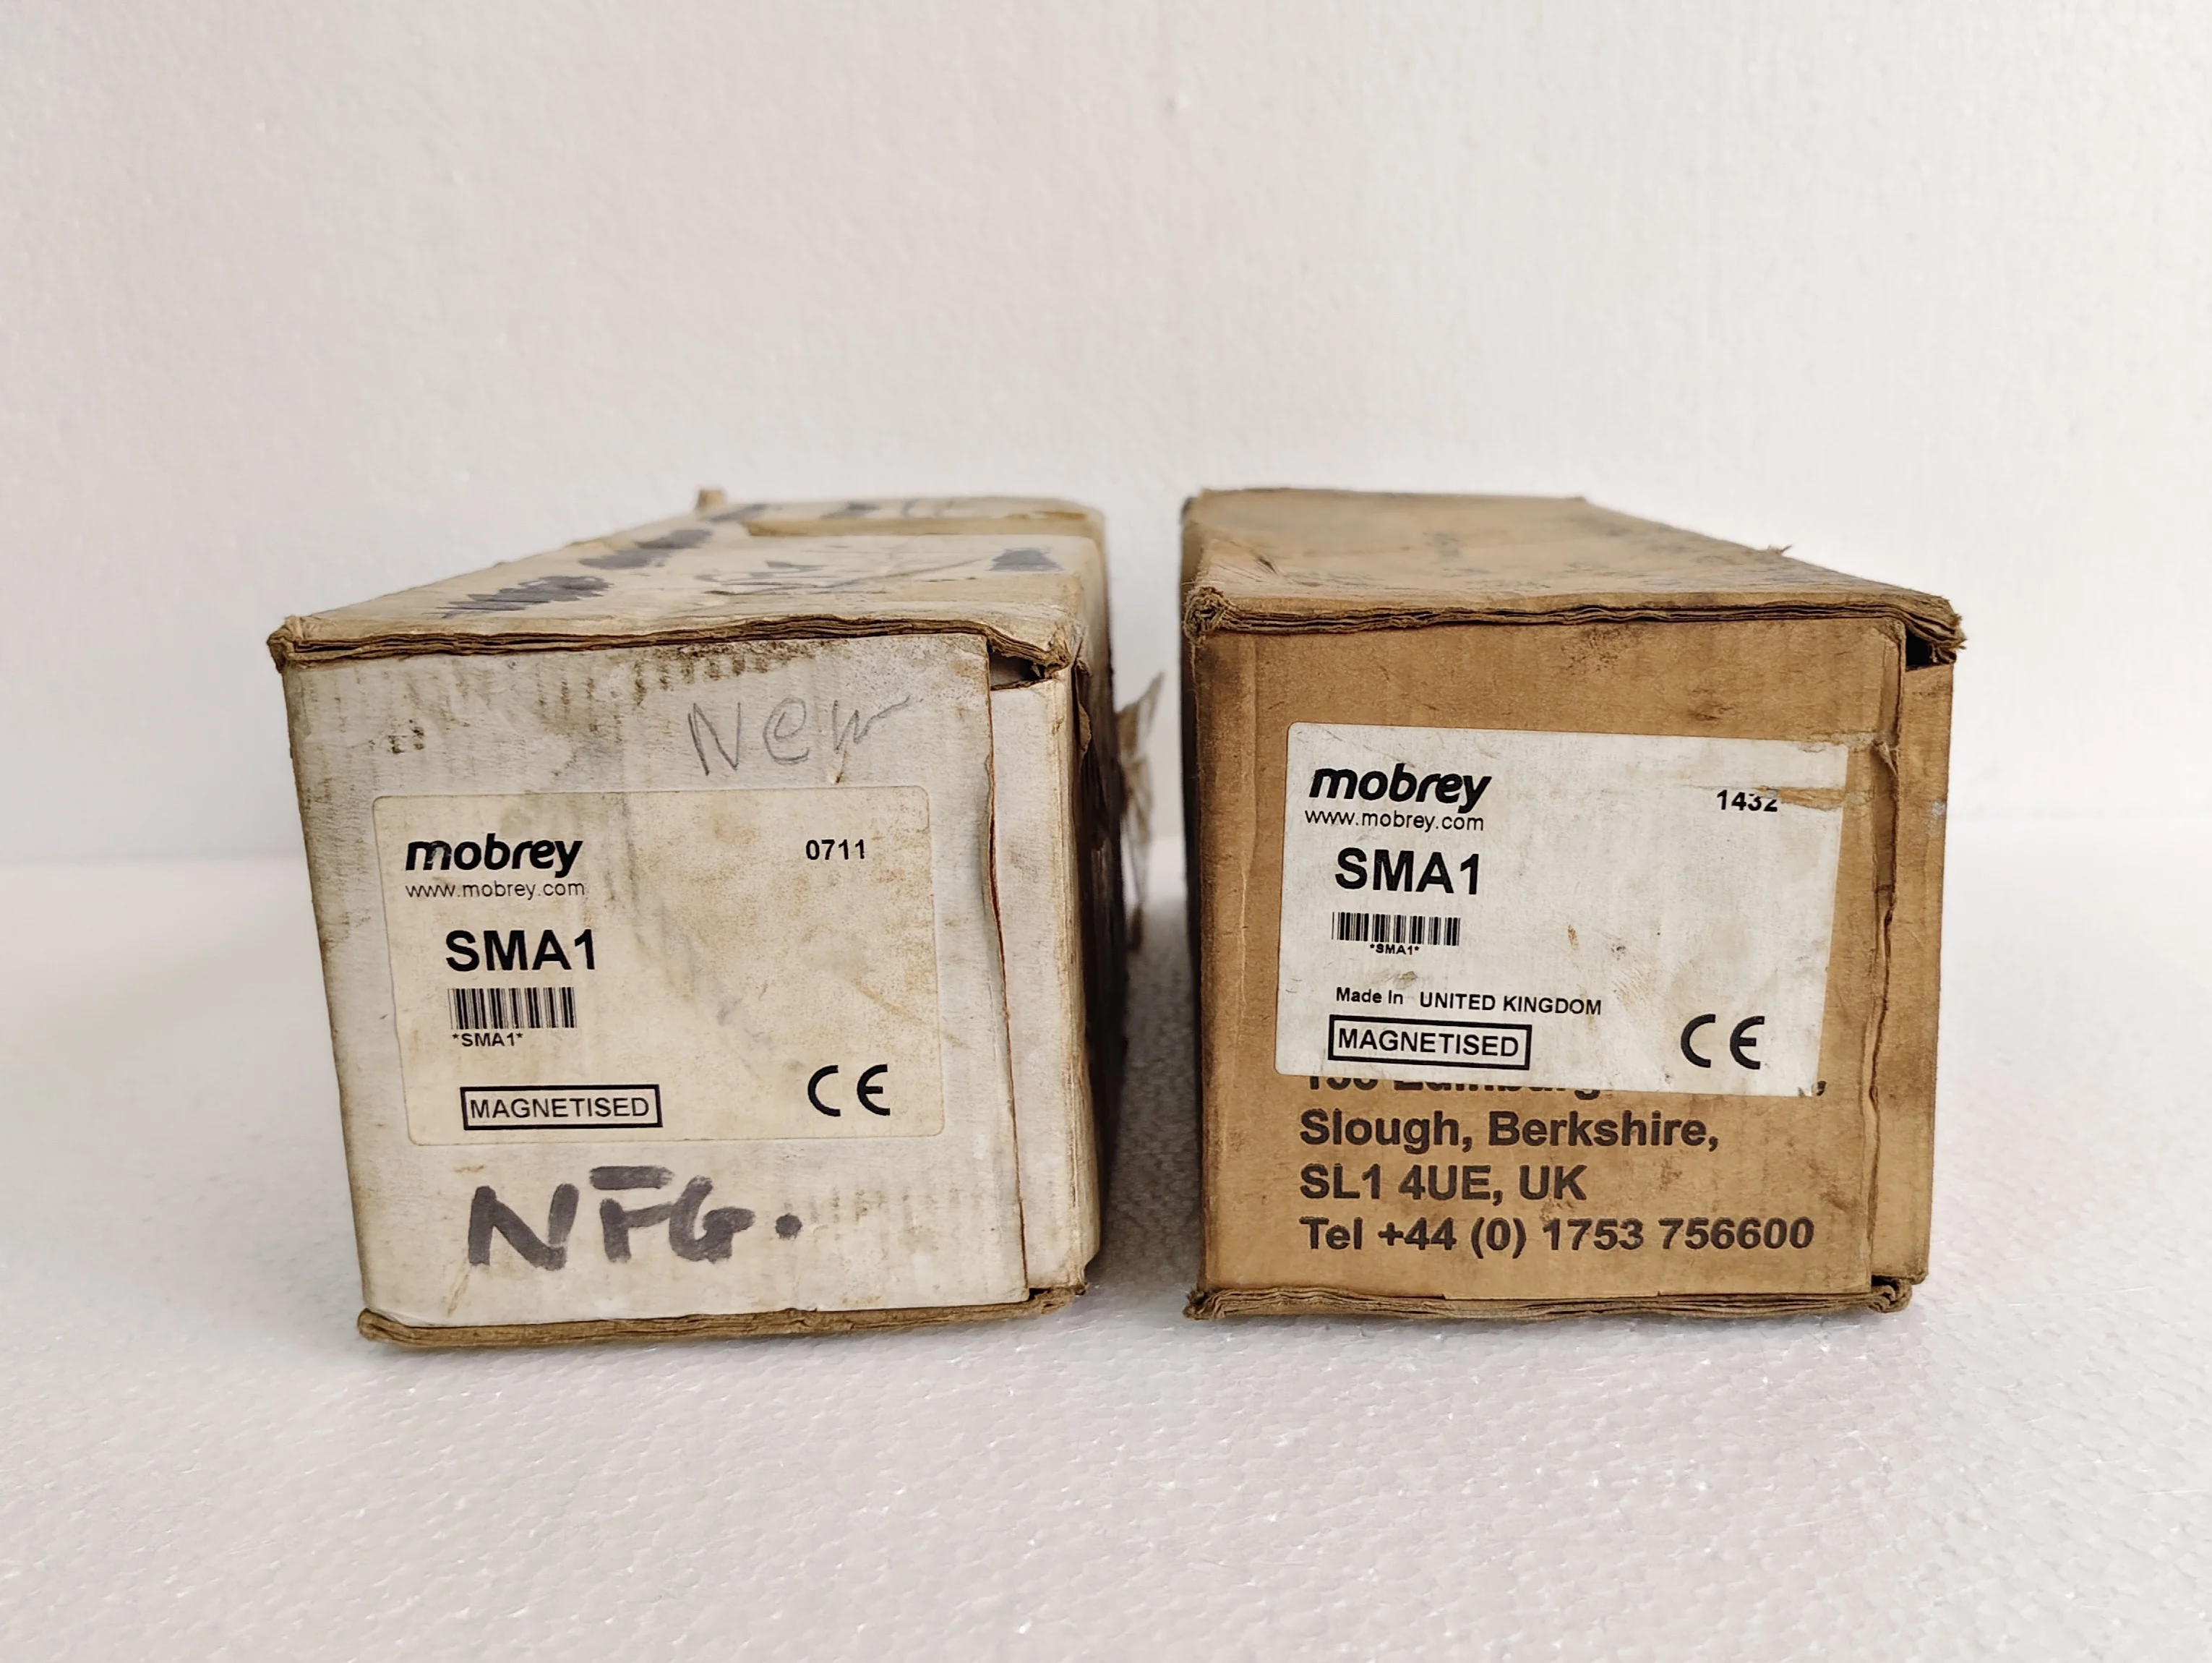 New
mobrey
0711
www.mobrey.com
SMA1
*SMA1*
MAGNETISED
CE
NFG.
mobrey
1432
www.mobrey.com
SMA1
*SMA1*
Made In UNITED KINGDOM
MAGNETISED
CE
Slough, Berkshire,
SL1 4UE, UK
Tel +44 (0) 1753 756600